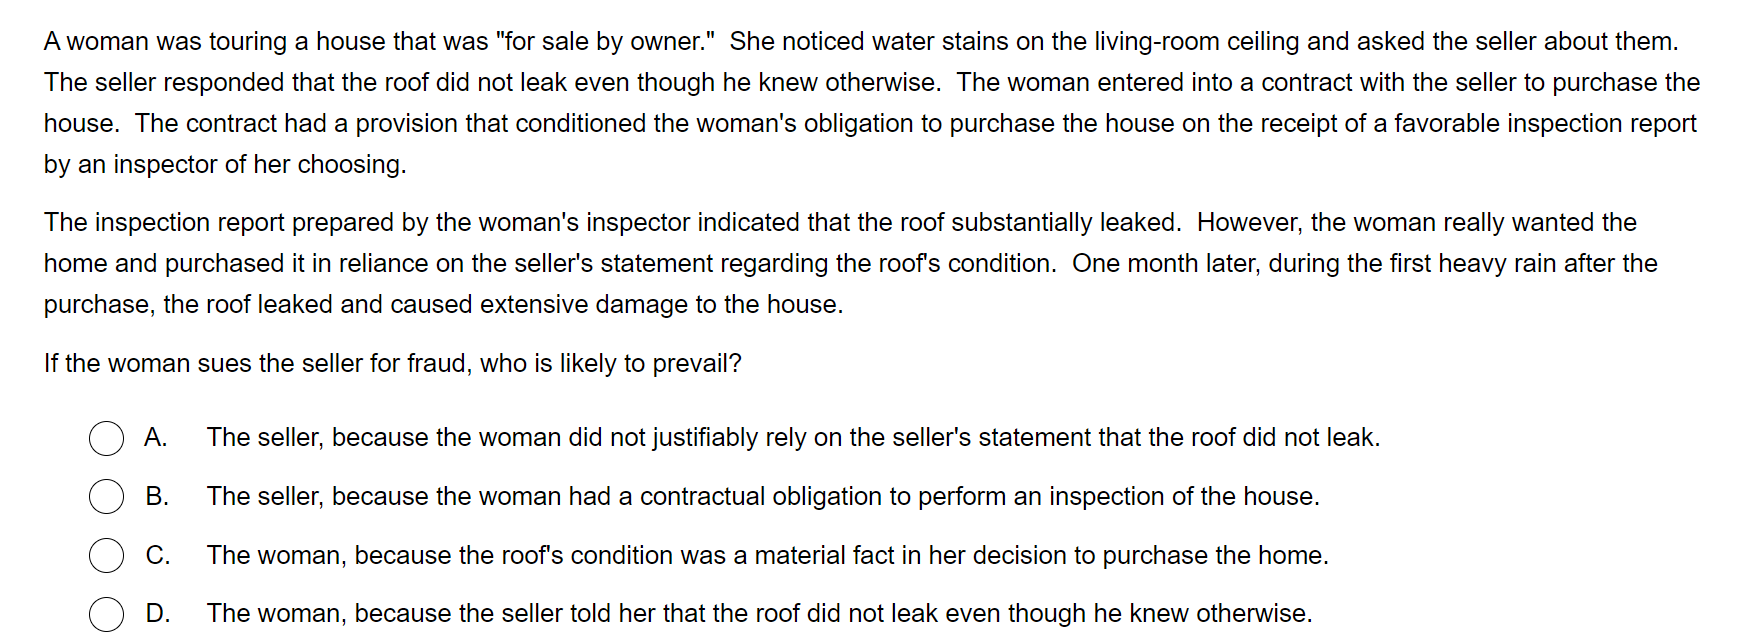 A woman was touring a house that was "for sale by owner."  She noticed water stains on the living-room ceiling and asked the seller about them.
The seller responded that the roof did not leak even though he knew otherwise.  The woman entered into a contract with the seller to purchase the
house.  The contract had a provision that conditioned the woman's obligation to purchase the house on the receipt of a favorable inspection report
by an inspector of her choosing.
The inspection report prepared by the woman's inspector indicated that the roof substantially leaked.  However, the woman really wanted the
home and purchased it in reliance on the seller's statement regarding the roof's condition.  One month later, during the first heavy rain after the
purchase, the roof leaked and caused extensive damage to the house.
If the woman sues the seller for fraud, who is likely to prevail?
A. The seller, because the woman did not justifiably rely on the seller's statement that the roof did not leak.
B. The seller, because the woman had a contractual obligation to perform an inspection of the house.
C. The woman, because the roof's condition was a material fact in her decision to purchase the home.
D. The woman, because the seller told her that the roof did not leak even though he knew otherwise.